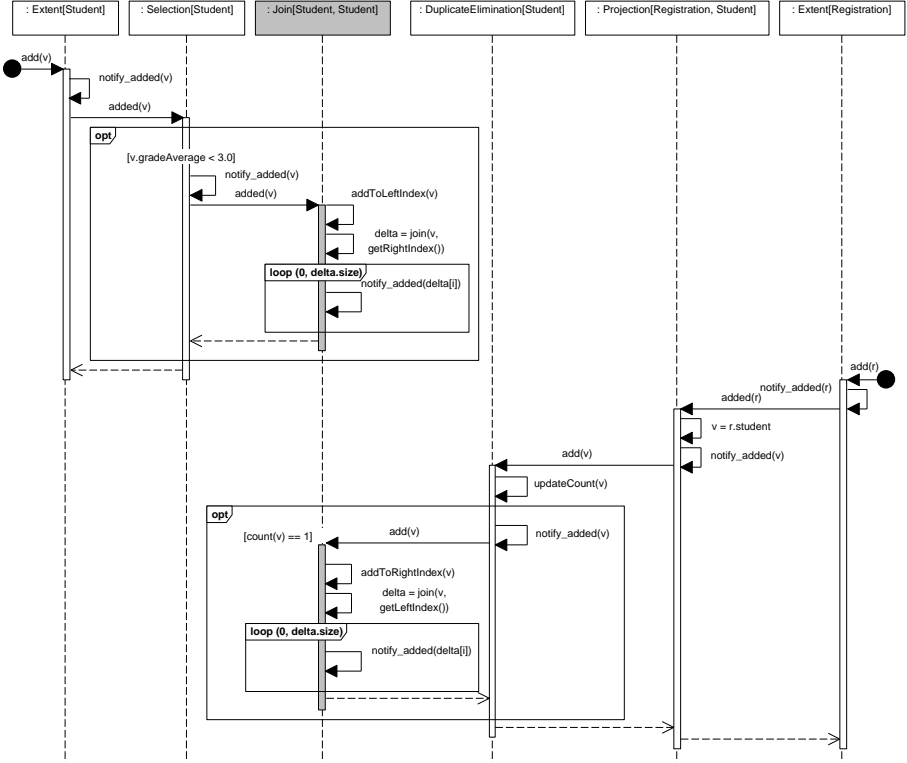 : Extent[Student]
: Selection[Student]
: Join[Student, Student]
: DuplicateElimination[Student]
: Projection[Registration, Student]
: Extent[Registration]
add(v)
notify_added(v)
added(v)
opt
[v.gradeAverage < 3.0]
notify_added(v)
added(v)
addToLeftIndex(v)
delta = join(v,
getRightIndex())
loop (0, delta.size)
notify_added(delta[i])
add(r)
notify_added(r)
added(r)
v = r.student
notify_added(v)
add(v)
updateCount(v)
opt
[count(v) == 1]
add(v)
notify_added(v)
addToRightIndex(v)
delta = join(v,
getLeftIndex())
loop (0, delta.size)
notify_added(delta[i])